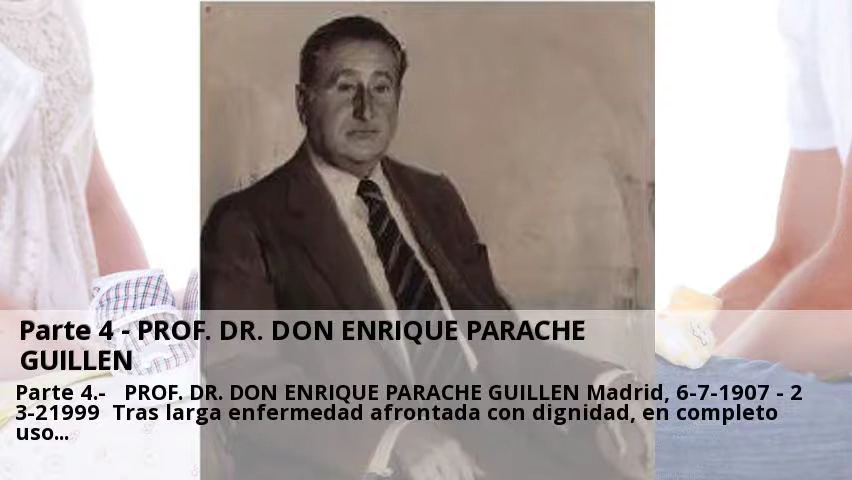 Parte 4 - PROF. DR. DON ENRIQUE PARACHE
GUILLEN
Parte 4.- PROF. DR. DON ENRIQUE PARACHE GUILLEN Madrid, 6-7-1907 - 2
3-21999 Tras larga enfermedad afrontada con dignidad, en completo
uso...